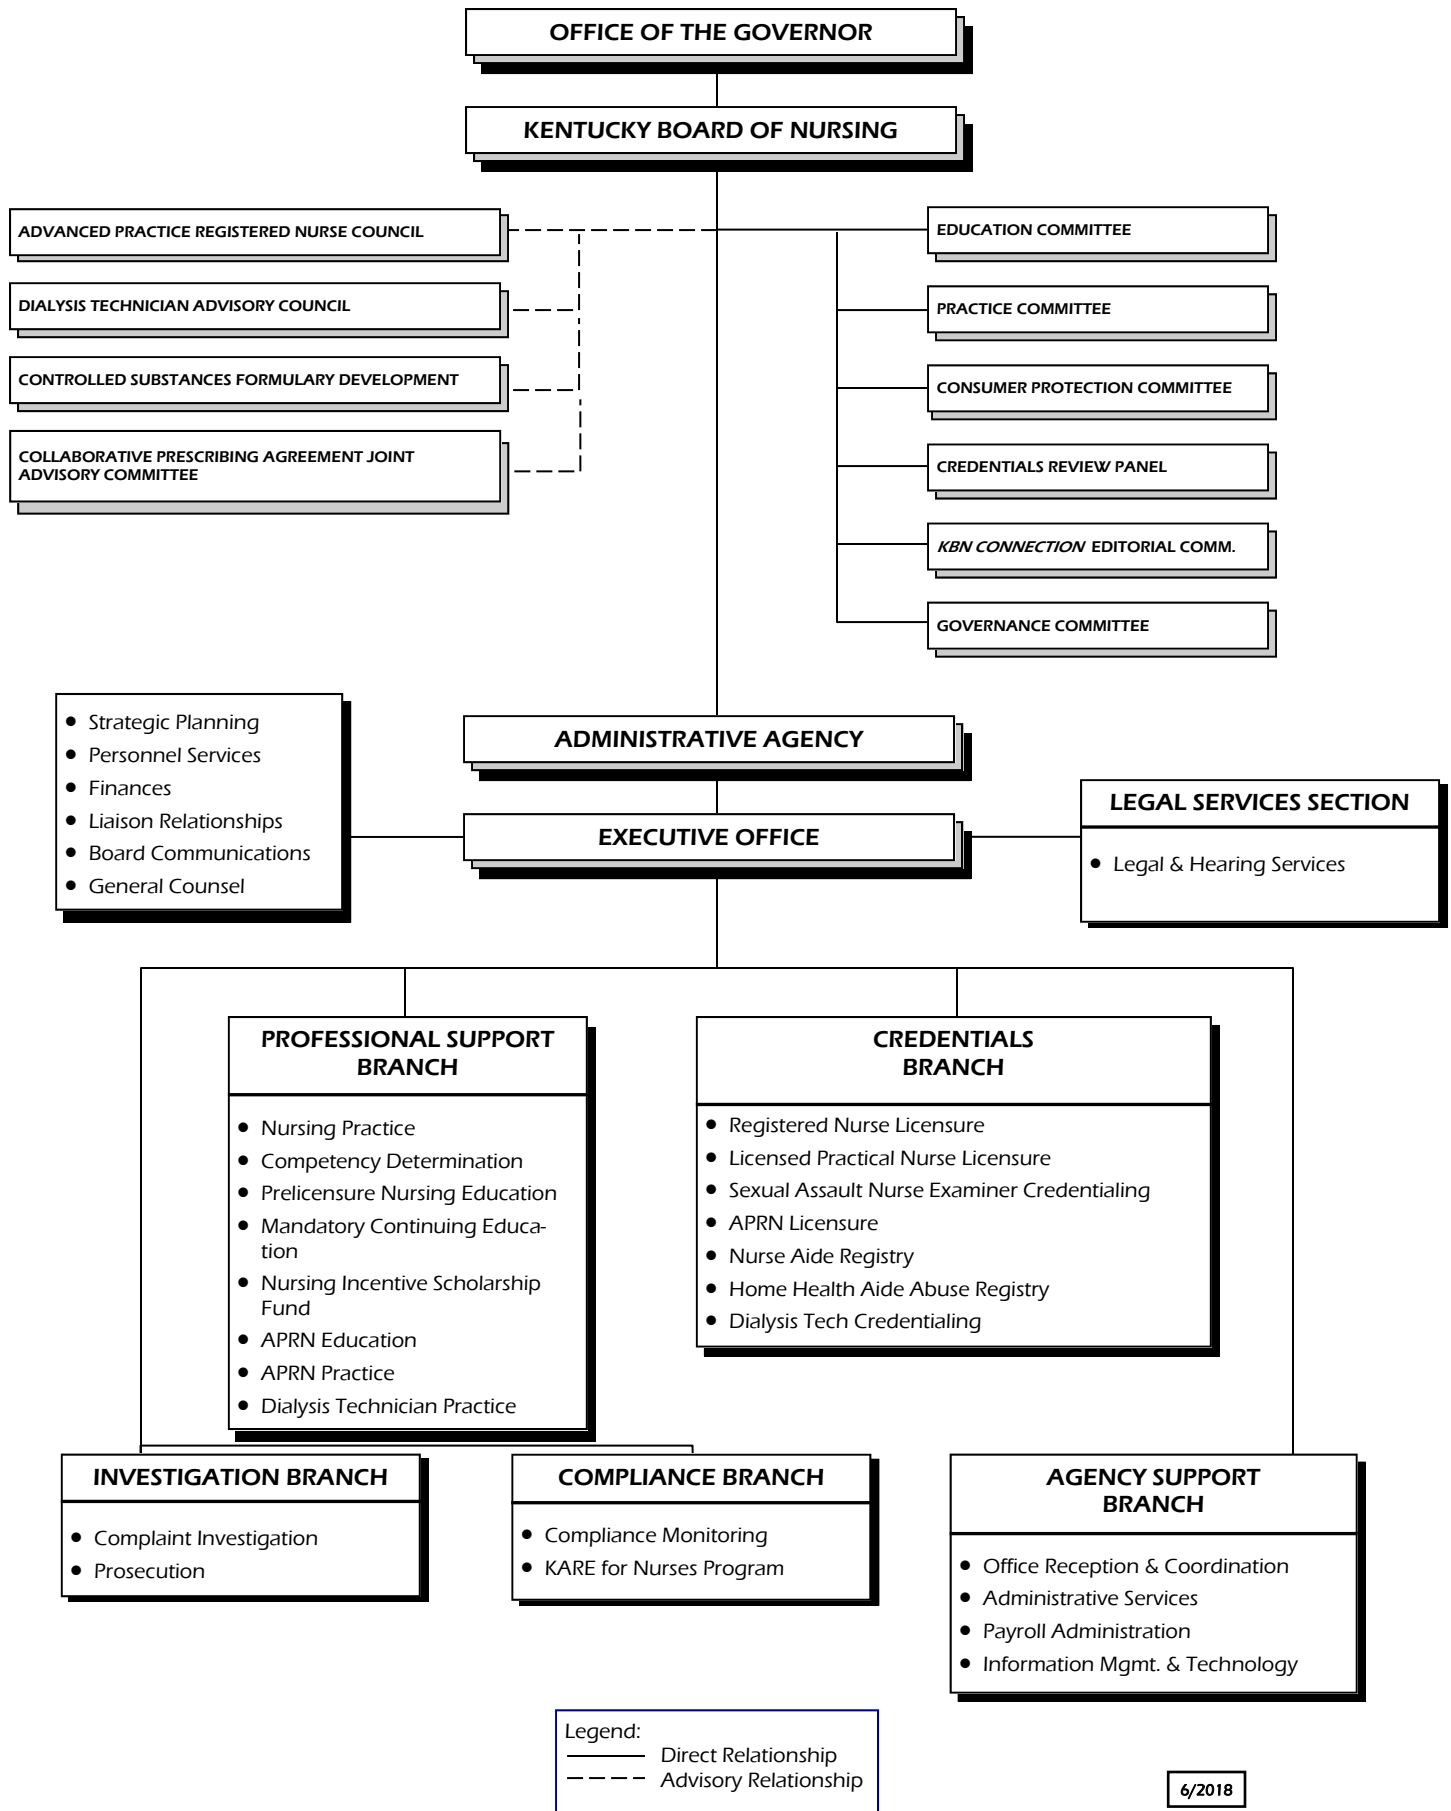 OFFICE OF THE GOVERNOR
KENTUCKY BOARD OF NURSING
ADVANCED PRACTICE REGISTERED NURSE COUNCIL
DIALYSIS TECHNICIAN ADVISORY COUNCIL
CONTROLLED SUBSTANCES FORMULARY DEVELOPMENT
COLLABORATIVE PRESCRIBING AGREEMENT JOINT
ADVISORY COMMITTEE
EDUCATION COMMITTEE
PRACTICE COMMITTEE
CONSUMER PROTECTION COMMITTEE
CREDENTIALS REVIEW PANEL
KBN CONNECTION EDITORIAL COMM.
GOVERNANCE COMMITTEE
• Strategic Planning
• Personnel Services
• Finances
• Liaison Relationships
• Board Communications
• General Counsel
ADMINISTRATIVE AGENCY
EXECUTIVE OFFICE
LEGAL SERVICES SECTION
• Legal & Hearing Services
PROFESSIONAL SUPPORT
BRANCH
• Nursing Practice
• Competency Determination
• Prelicensure Nursing Education
• Mandatory Continuing Educa-
tion
• Nursing Incentive Scholarship
Fund
• APRN Education
• APRN Practice
• Dialysis Technician Practice
CREDENTIALS
BRANCH
• Registered Nurse Licensure
• Licensed Practical Nurse Licensure
• Sexual Assault Nurse Examiner Credentialing
• APRN Licensure
• Nurse Aide Registry
• Home Health Aide Abuse Registry
• Dialysis Tech Credentialing
INVESTIGATION BRANCH
• Complaint Investigation
• Prosecution
COMPLIANCE BRANCH
• Compliance Monitoring
• KARE for Nurses Program
AGENCY SUPPORT
BRANCH
• Office Reception & Coordination
• Administrative Services
• Payroll Administration
• Information Mgmt. & Technology
Legend:
Direct Relationship
Advisory Relationship
6/2018